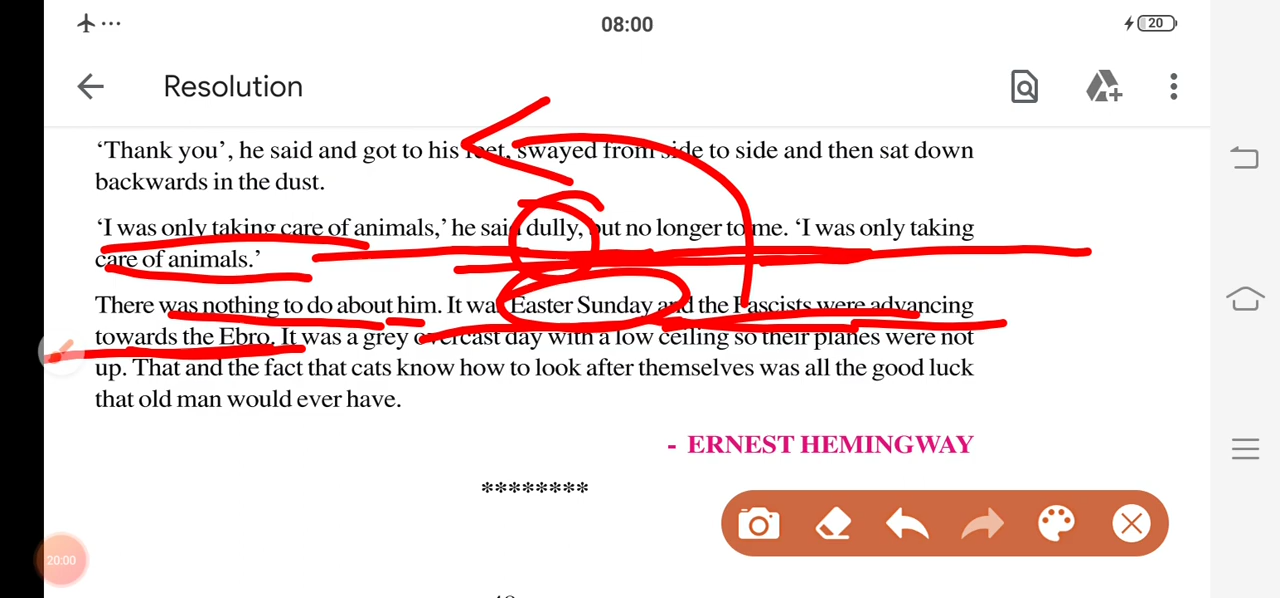 08:00
20
Resolution
‘Thank you’, he said and got to his feet, swayed from side to side and then sat down
backwards in the dust.
‘I was only taking care of animals,’ he said dully, but no longer to me. ‘I was only taking
care of animals.’
There was nothing to do about him. It was Easter Sunday and the Fascists were advancing
towards the Ebro. It was a grey overcast day with a low ceiling so their planes were not
up. That and the fact that cats know how to look after themselves was all the good luck
that old man would ever have.
- ERNEST HEMINGWAY
********
20:00